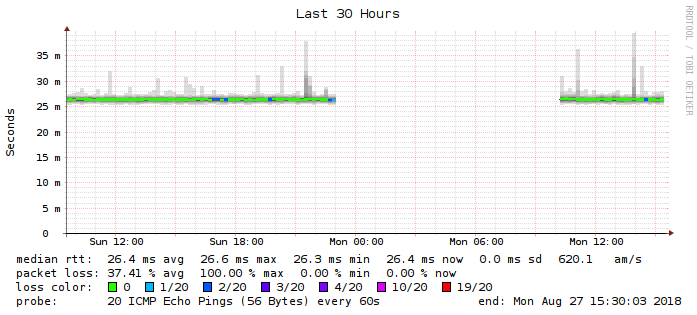 Last 30 Hours
RRDTOOL / TOBI OETIKER
Seconds
35 m
30 m
25 m
20 m
15 m
10 m
5 m
0
Sun 12:00 Sun 18:00 Mon 00:00 Mon 06:00 Mon 12:00
median rtt: 26.4 ms avg 26.6 ms max 26.3 ms min 26.4 ms now 0.0 ms sd 620.1 am/s
packet loss: 37.41 % avg 100.00 % max 0.00 % min 0.00 % now
loss color: 0 1/20 2/20 3/20 4/20 10/20 19/20
probe: 20 ICMP Echo Pings (56 Bytes) every 60s end: Mon Aug 27 15:30:03 2018